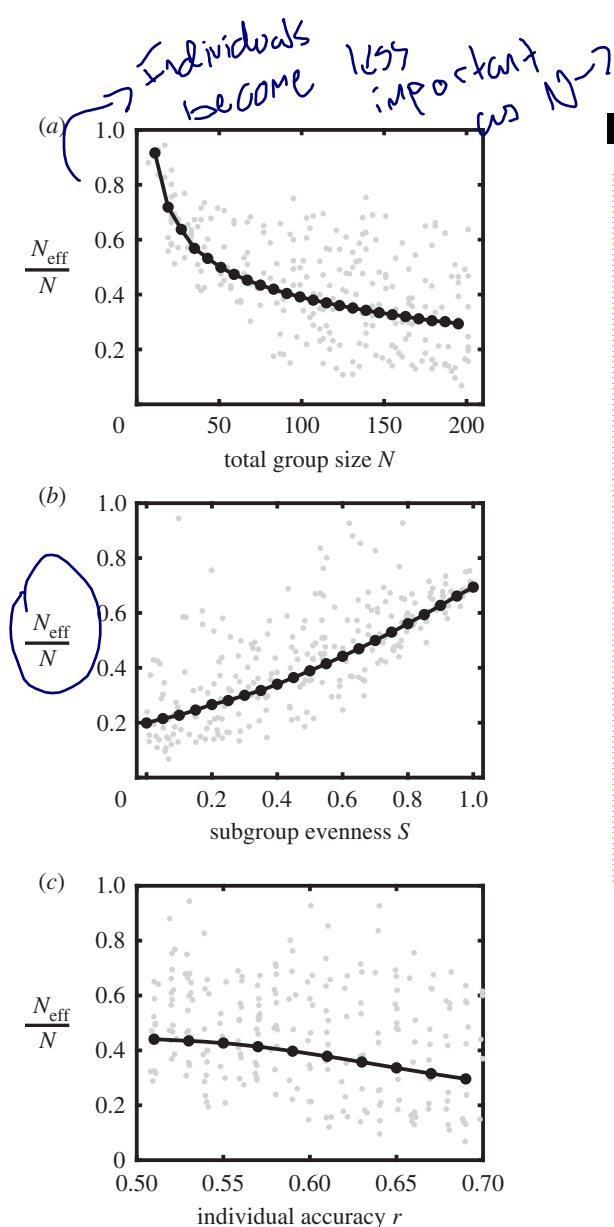 Individuals
become less
important
as N→
(a)
1.0
0.8
0.6
0.4
0.2
0
N_eff
N
50 100 150 200
total group size N
(b)
1.0
0.8
0.6
0.4
0.2
0
N_eff
N
0.2 0.4 0.6 0.8 1.0
subgroup evenness S
(c)
1.0
0.8
0.6
0.4
0.2
0
N_eff
N
0.50 0.55 0.60 0.65 0.70
individual accuracy r